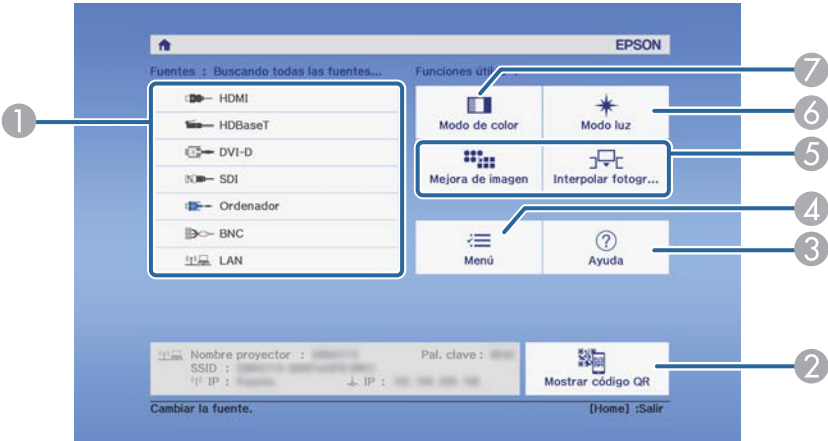 EPSON
Fuentes : Buscando todas las fuentes...
HDMI
HDBaseT
DVI-D
SDI
Ordenador
BNC
LAN
1
Funciones útiles :
7
Modo de color
Modo luz
6
Mejora de imagen
Interpolar fotogr...
5
4
Menú
Ayuda
3
Nombre proyector :
Pal. clave :
SSID :
IP :
IP :
Mostrar código QR
2
Cambiar la fuente.
[Home] :Salir